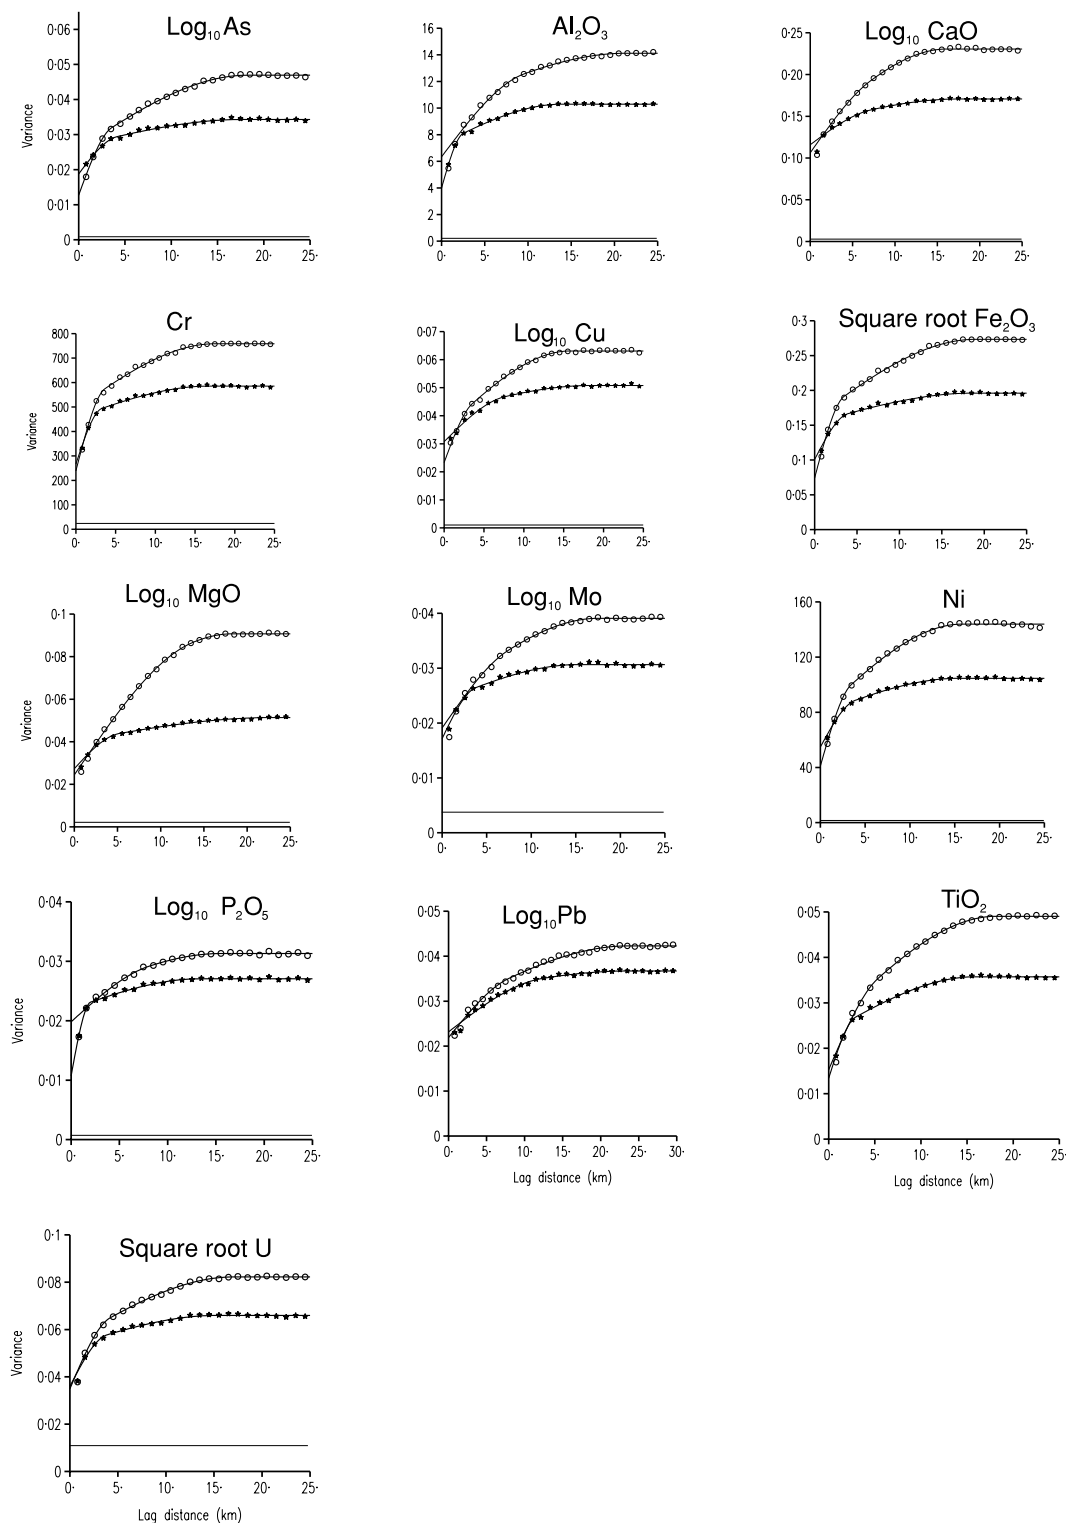 Log₁₀ As
0·06
0·05
0·04
0·03
0·02
0·01
0
Variance
0· 5· 10· 15· 20· 25·
Al₂O₃
16
14
12
10
8
6
4
2
0
0· 5· 10· 15· 20· 25·
Log₁₀ CaO
0·25
0·20
0·15
0·10
0·05
0
0· 5· 10· 15· 20· 25·
Cr
800
700
600
500
400
300
200
100
0
Variance
0· 5· 10· 15· 20· 25·
Log₁₀ Cu
0·07
0·06
0·05
0·04
0·03
0·02
0·01
0
0· 5· 10· 15· 20· 25·
Square root Fe₂O₃
0·3
0·25
0·2
0·15
0·1
0·05
0
0· 5· 10· 15· 20· 25·
Log₁₀ MgO
0·1
0·08
0·06
0·04
0·02
0
Variance
0· 5· 10· 15· 20· 25·
Log₁₀ Mo
0·04
0·03
0·02
0·01
0
0· 5· 10· 15· 20· 25·
Ni
160
120
80
40
0
0· 5· 10· 15· 20· 25·
Log₁₀ P₂O₅
0·04
0·03
0·02
0·01
0
Variance
0· 5· 10· 15· 20· 25·
Log₁₀Pb
0·05
0·04
0·03
0·02
0·01
0
0· 5· 10· 15· 20· 25· 30·
Lag distance (km)
TiO₂
0·05
0·04
0·03
0·02
0·01
0
0· 5· 10· 15· 20· 25·
Lag distance (km)
Square root U
0·1
0·08
0·06
0·04
0·02
0
Variance
0· 5· 10· 15· 20· 25·
Lag distance (km)